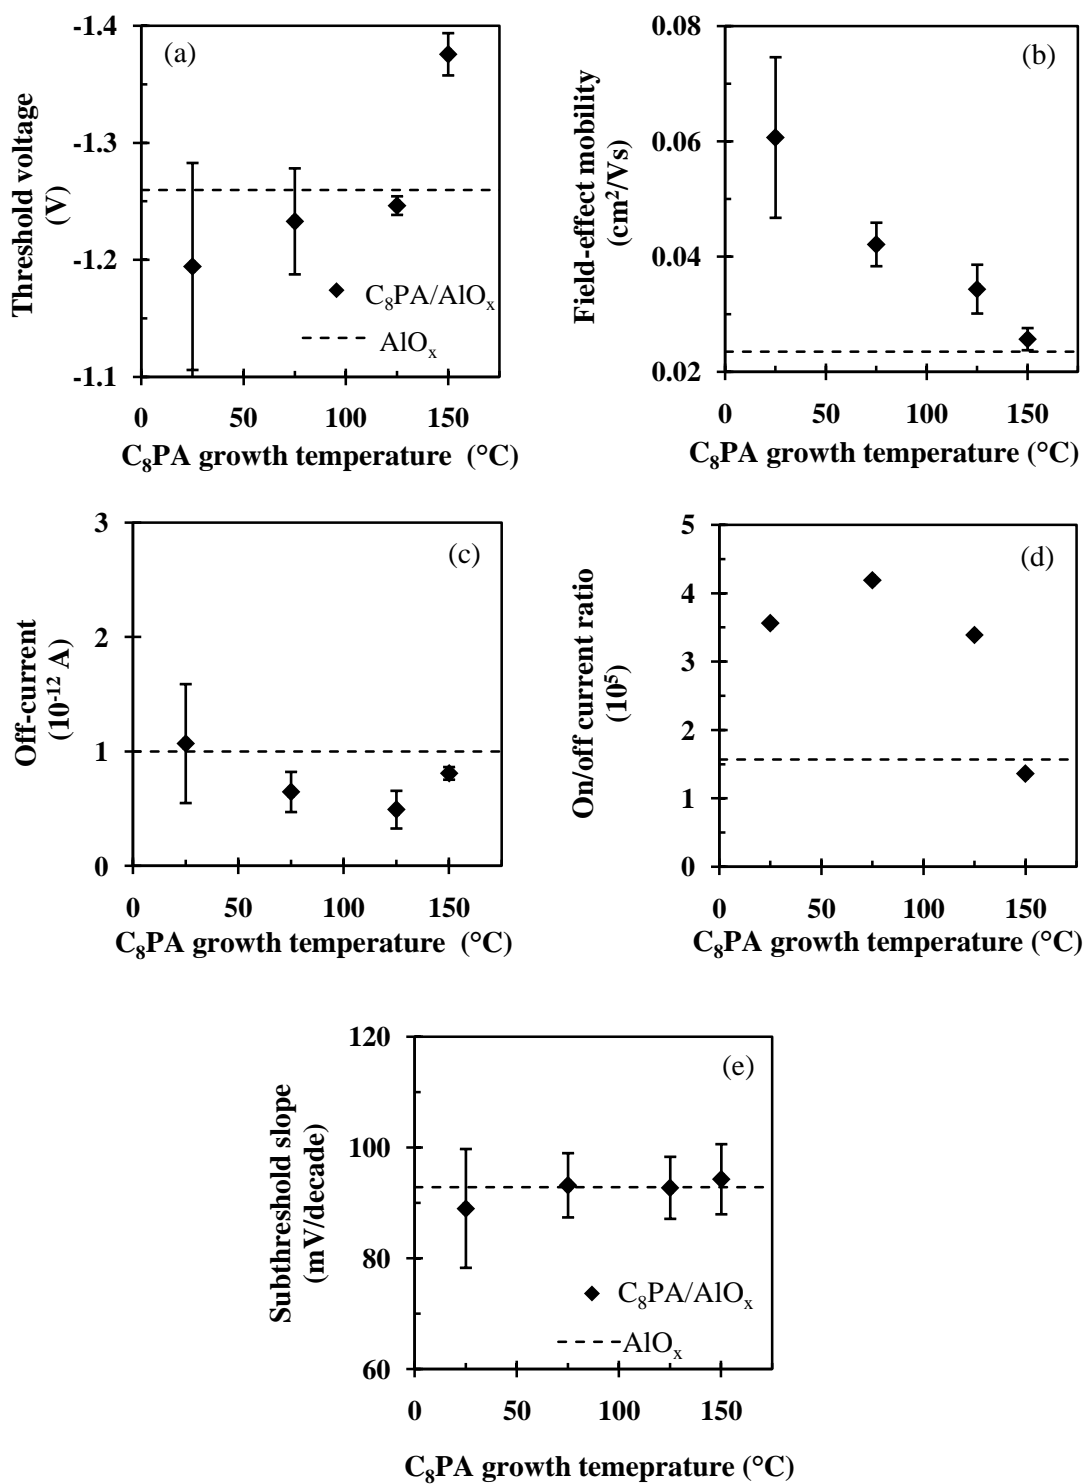 -1.4
-1.3
-1.2
-1.1
Threshold voltage
(V)
(a)
C₈PA/AlOₓ
AlOₓ
0 50 100 150
C₈PA growth temperature (°C)
0.08
0.06
0.04
0.02
Field-effect mobility
(cm²/Vs)
(b)
0 50 100 150
C₈PA growth temperature (°C)
3
2
1
0
Off-current
(10⁻¹² A)
(c)
0 50 100 150
C₈PA growth temperature (°C)
5
4
3
2
1
0
On/off current ratio
(10⁵)
(d)
0 50 100 150
C₈PA growth temperature (°C)
120
100
80
60
Subthreshold slope
(mV/decade)
(e)
C₈PA/AlOₓ
AlOₓ
0 50 100 150
C₈PA growth temeprature (°C)